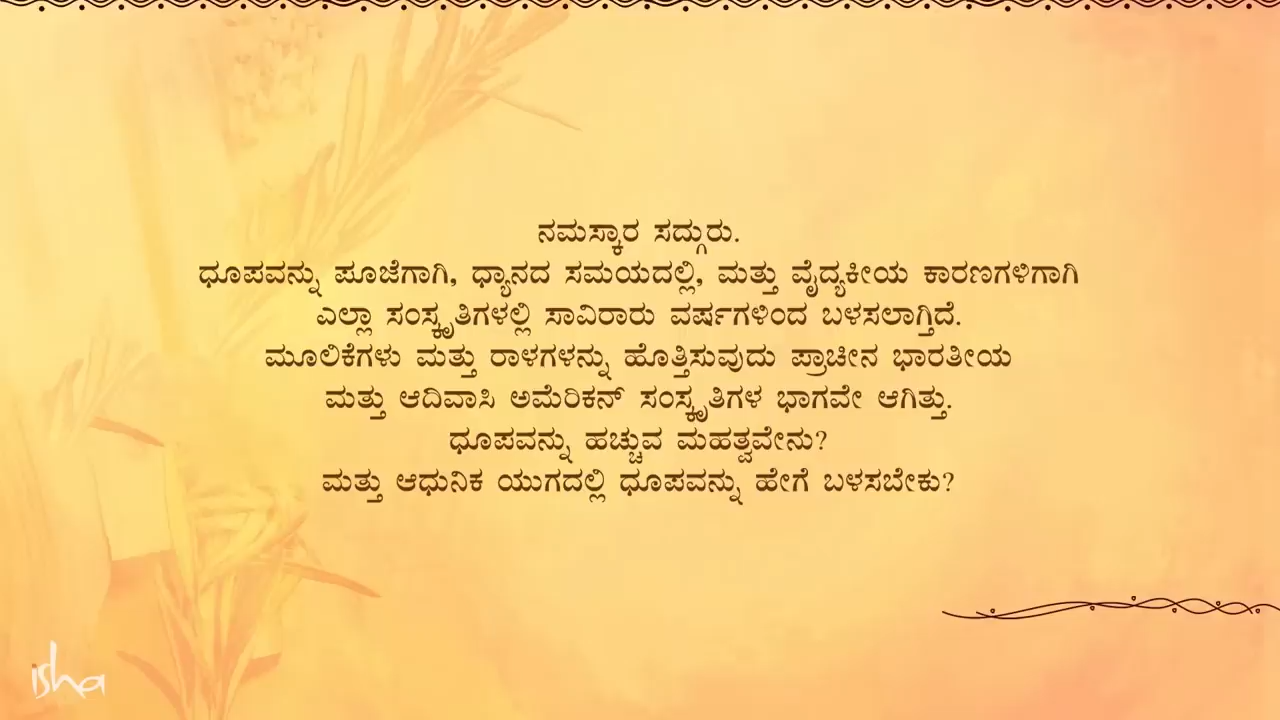 ನಮಸ್ಕಾರ ಸದ್ಗುರು.
ಧೂಪವನ್ನು ಪೂಜೆಗಾಗಿ, ಧ್ಯಾನದ ಸಮಯದಲ್ಲಿ, ಮತ್ತು ವೈದ್ಯಕೀಯ ಕಾರಣಗಳಿಗಾಗಿ
ಎಲ್ಲಾ ಸಂಸ್ಕೃತಿಗಳಲ್ಲಿ ಸಾವಿರಾರು ವರ್ಷಗಳಿಂದ ಬಳಸಲಾಗ್ತಿದೆ.
ಮೂಲಿಕೆಗಳು ಮತ್ತು ರಾಳಗಳನ್ನು ಹೊತ್ತಿಸುವುದು ಪ್ರಾಚೀನ ಭಾರತೀಯ
ಮತ್ತು ಆದಿವಾಸಿ ಅಮೆರಿಕನ್ ಸಂಸ್ಕೃತಿಗಳ ಭಾಗವೇ ಆಗಿತ್ತು.
ಧೂಪವನ್ನು ಹಚ್ಚುವ ಮಹತ್ವವೇನು?
ಮತ್ತು ಆಧುನಿಕ ಯುಗದಲ್ಲಿ ಧೂಪವನ್ನು ಹೇಗೆ ಬಳಸಬೇಕು?
isha